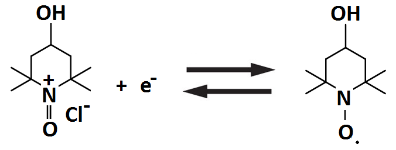 OH OH
+ N Cl⁻ + e⁻ N
O O.